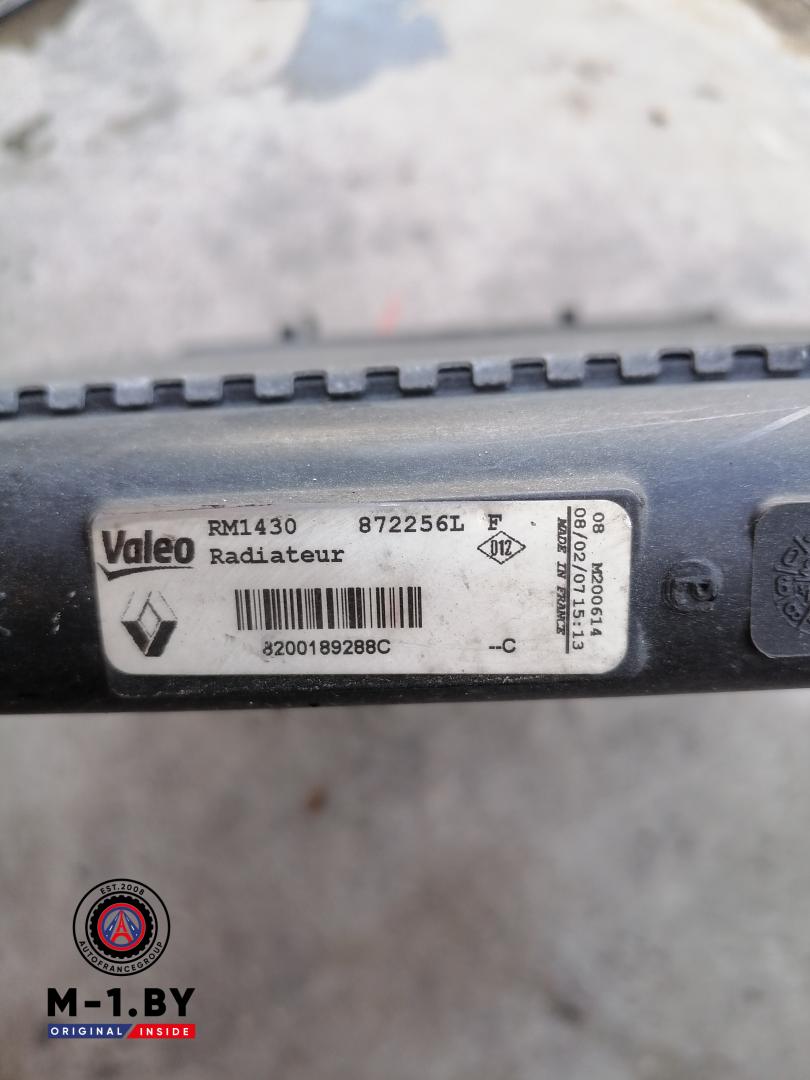 Valeo
RM1430 872256L F
Radiateur
012
8200189288C --C
MADE IN FRANCE
08/02/07 15:13
08 M200614
P
EST.2008
AUTOFRANCEGROUP
M-1.BY
ORIGINAL INSIDE